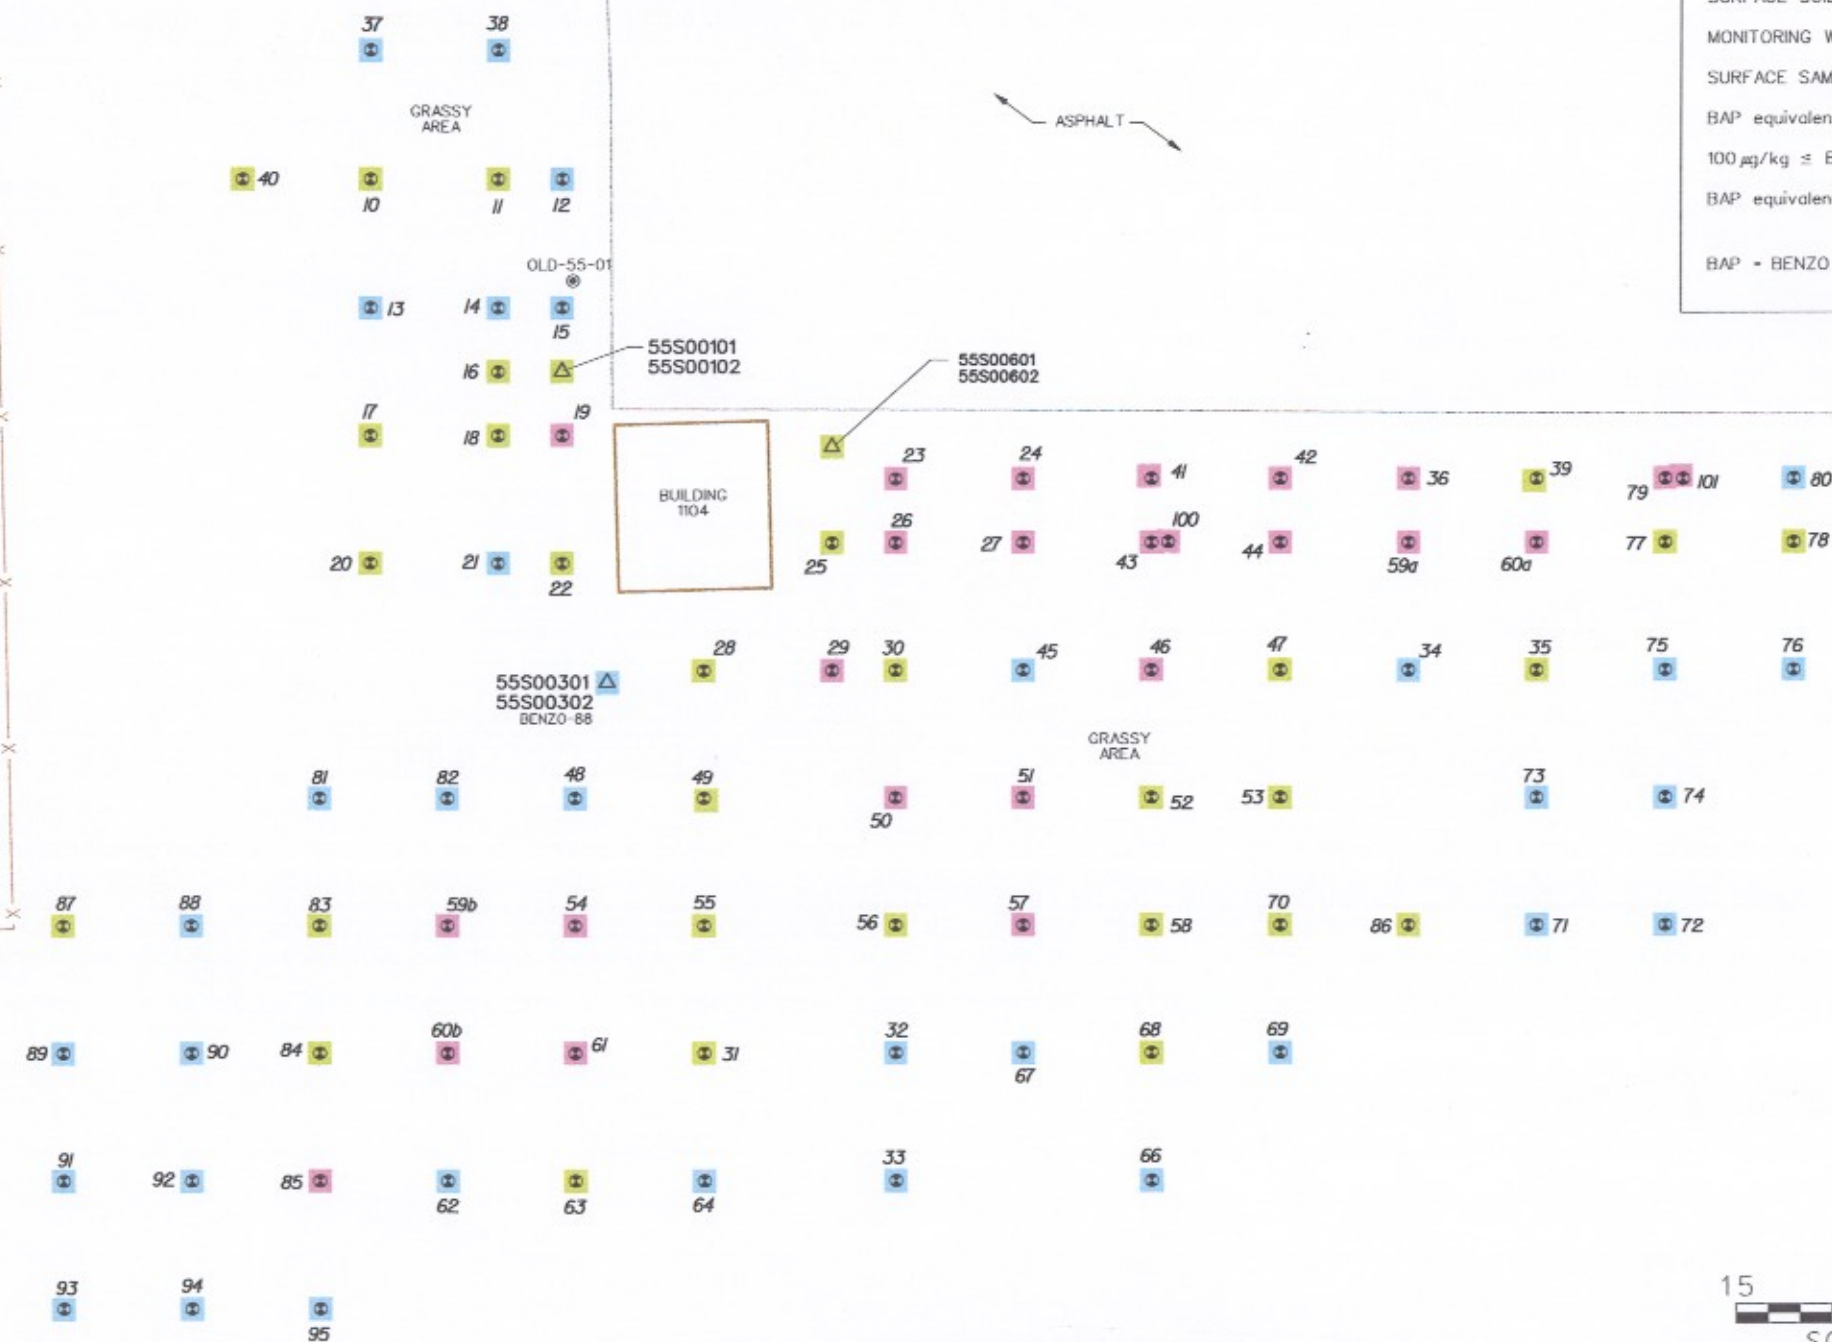 37 38
MONITORING W
SURFACE SAM
GRASSY
AREA
ASPHALT
BAP equivalen
100 µg/kg ≤ B
40
10 11 12
BAP equivalen
OLD-55-01
BAP - BENZO
13 14
15
55S00101
55S00102
55S00601
55S00602
16
17 18 19
23 24 41 42 36 39 79 101 80
BUILDING
1104
26 27 43 100 44 59a 60a 77 78
25
20 21 22
28 29 30 45 46 47 34 35 75 76
55S00301
55S00302
BENZO-88
GRASSY
AREA
81 82 48 49 50 51 52 53 73 74
87 88 83 59b 54 55 56 57 58 70 86 71 72
89 90 84 60b 61 31 32 67 68 69
91 92 85 62 63 64 33 66
93 94 95
15